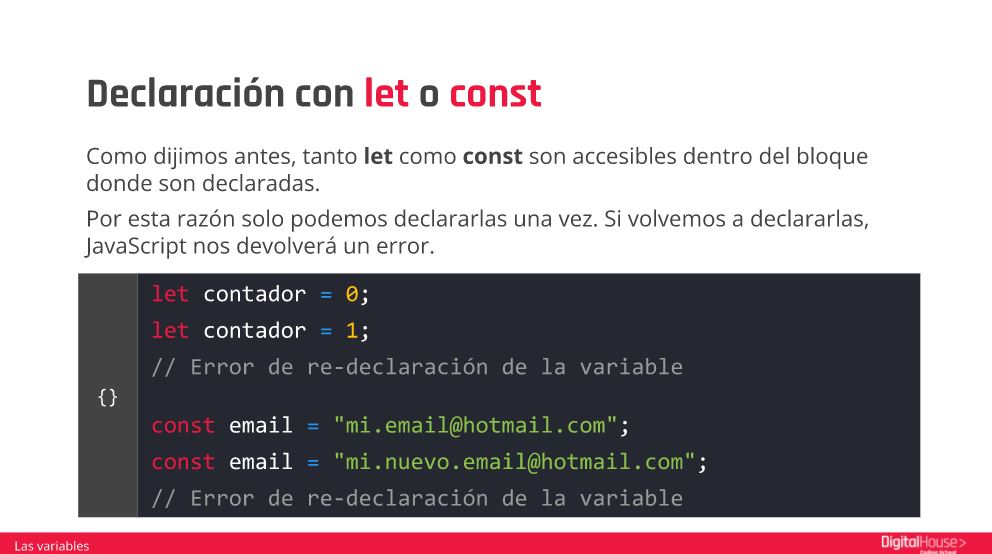 Declaración con let o const
Como dijimos antes, tanto let como const son accesibles dentro del bloque
donde son declaradas.
Por esta razón solo podemos declararlas una vez. Si volvemos a declararlas,
JavaScript nos devolverá un error.
{}
let contador = 0;
let contador = 1;
// Error de re-declaración de la variable
const email = "mi.email@hotmail.com";
const email = "mi.nuevo.email@hotmail.com";
// Error de re-declaración de la variable
Las variables
DigitalHouse>
Coding School